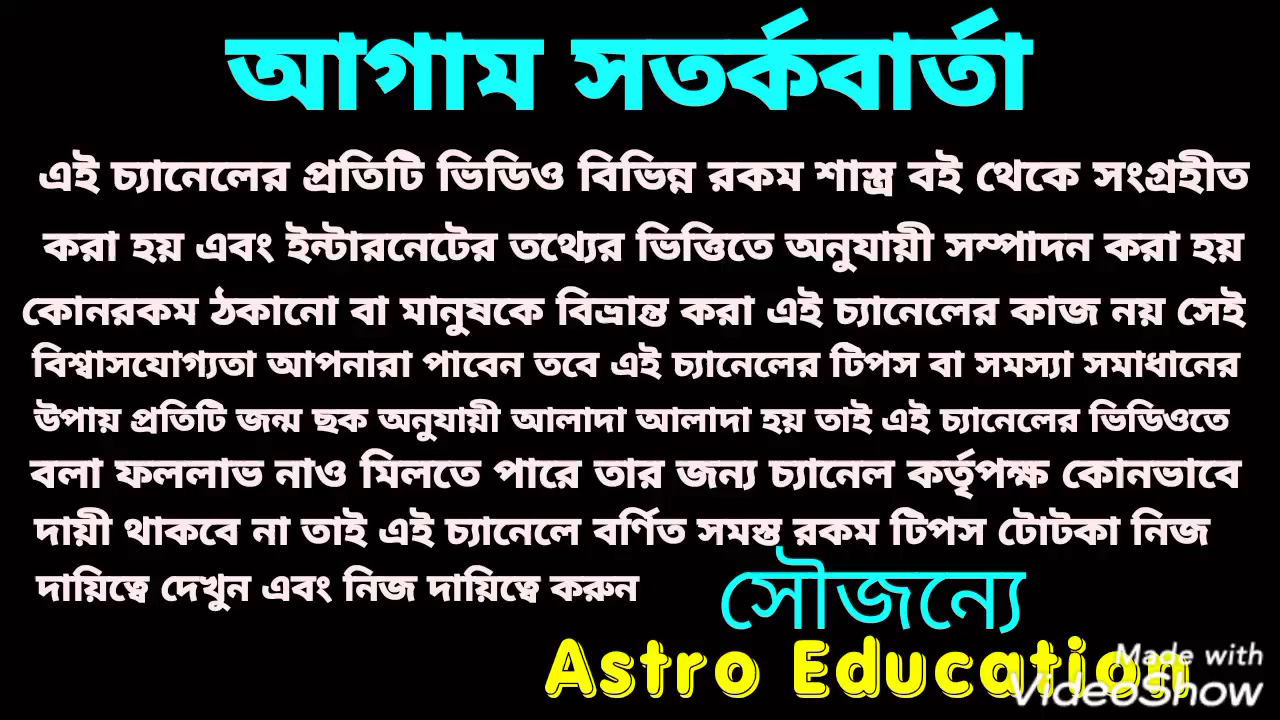 আগাম সতর্কবার্তা
এই চ্যানেলের প্রতিটি ভিডিও বিভিন্ন রকম শাস্ত্র বই থেকে সংগ্রহীত
করা হয় এবং ইন্টারনেটের তথ্যের ভিত্তিতে অনুযায়ী সম্পাদন করা হয়
কোনরকম ঠকানো বা মানুষকে বিভ্রান্ত করা এই চ্যানেলের কাজ নয় সেই
বিশ্বাসযোগ্যতা আপনারা পাবেন তবে এই চ্যানেলের টিপস বা সমস্যা সমাধানের
উপায় প্রতিটি জন্ম ছক অনুযায়ী আলাদা আলাদা হয় তাই এই চ্যানেলের ভিডিওতে
বলা ফললাভ নাও মিলতে পারে তার জন্য চ্যানেল কর্তৃপক্ষ কোনভাবে
দায়ী থাকবে না তাই এই চ্যানেলে বর্ণিত সমস্ত রকম টিপস টোটকা নিজ
দায়িত্বে দেখুন এবং নিজ দায়িত্বে করুন
সৌজন্যে
Astro Education
Made with
VideoShow